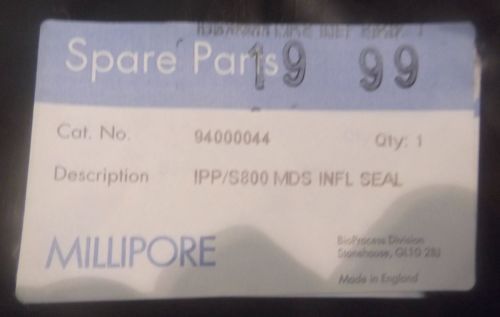 Spare Parts
19 99
Cat. No. 94000044 Qty: 1
Description IPP/S800 MDS INFL SEAL
MILLIPORE
BioProcess Division
Stonehouse, GL10 2BJ
Made in England